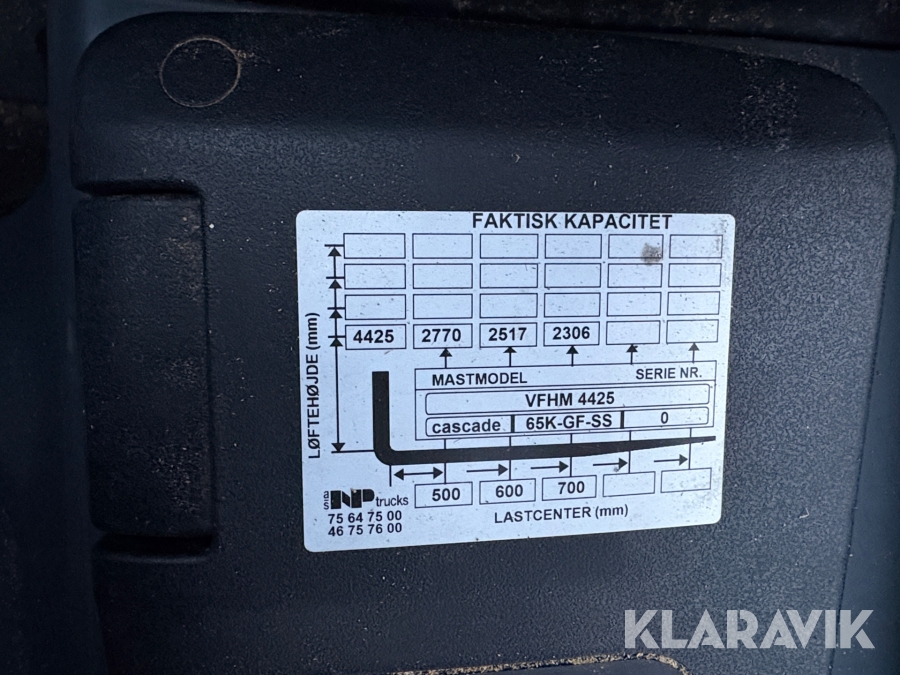 FAKTISK KAPACITET
LØFTEHØJDE (mm)
4425 2770 2517 2306
MASTMODEL SERIE NR.
VFHM 4425
cascade 65K-GF-SS 0
500 600 700
LASTCENTER (mm)
N.P trucks
75 64 75 00
46 75 76 00
KLARAVIK